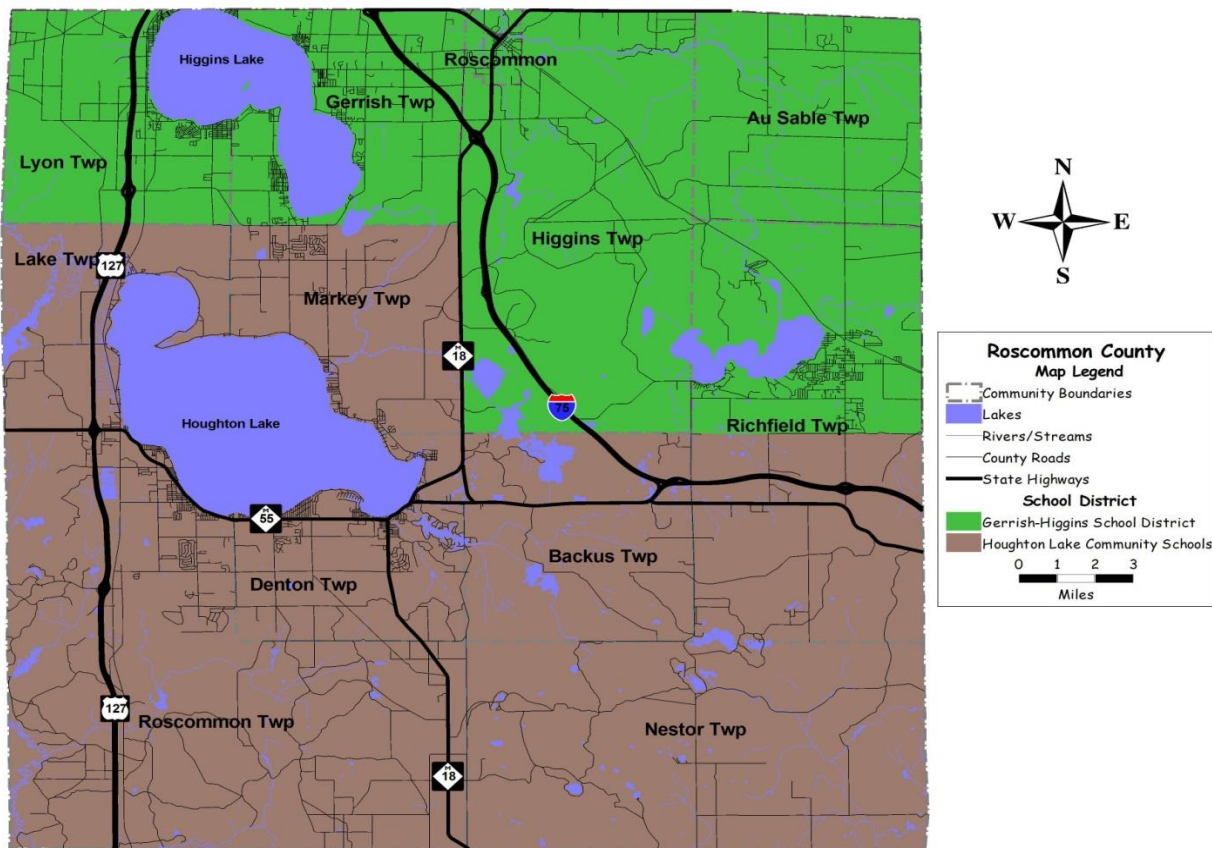 Higgins Lake
Roscommon
Gerrish Twp
Au Sable Twp
Lyon Twp
Higgins Twp
Lake Twp
127
Markey Twp
M
18
75
Houghton Lake
Richfield Twp
M
55
Backus Twp
Denton Twp
127
Roscommon Twp
Nestor Twp
M
18
N
W E
S
Roscommon County
Map Legend
Community Boundaries
Lakes
Rivers/Streams
County Roads
State Highways
School District
Gerrish-Higgins School District
Houghton Lake Community Schools
0 1 2 3
Miles